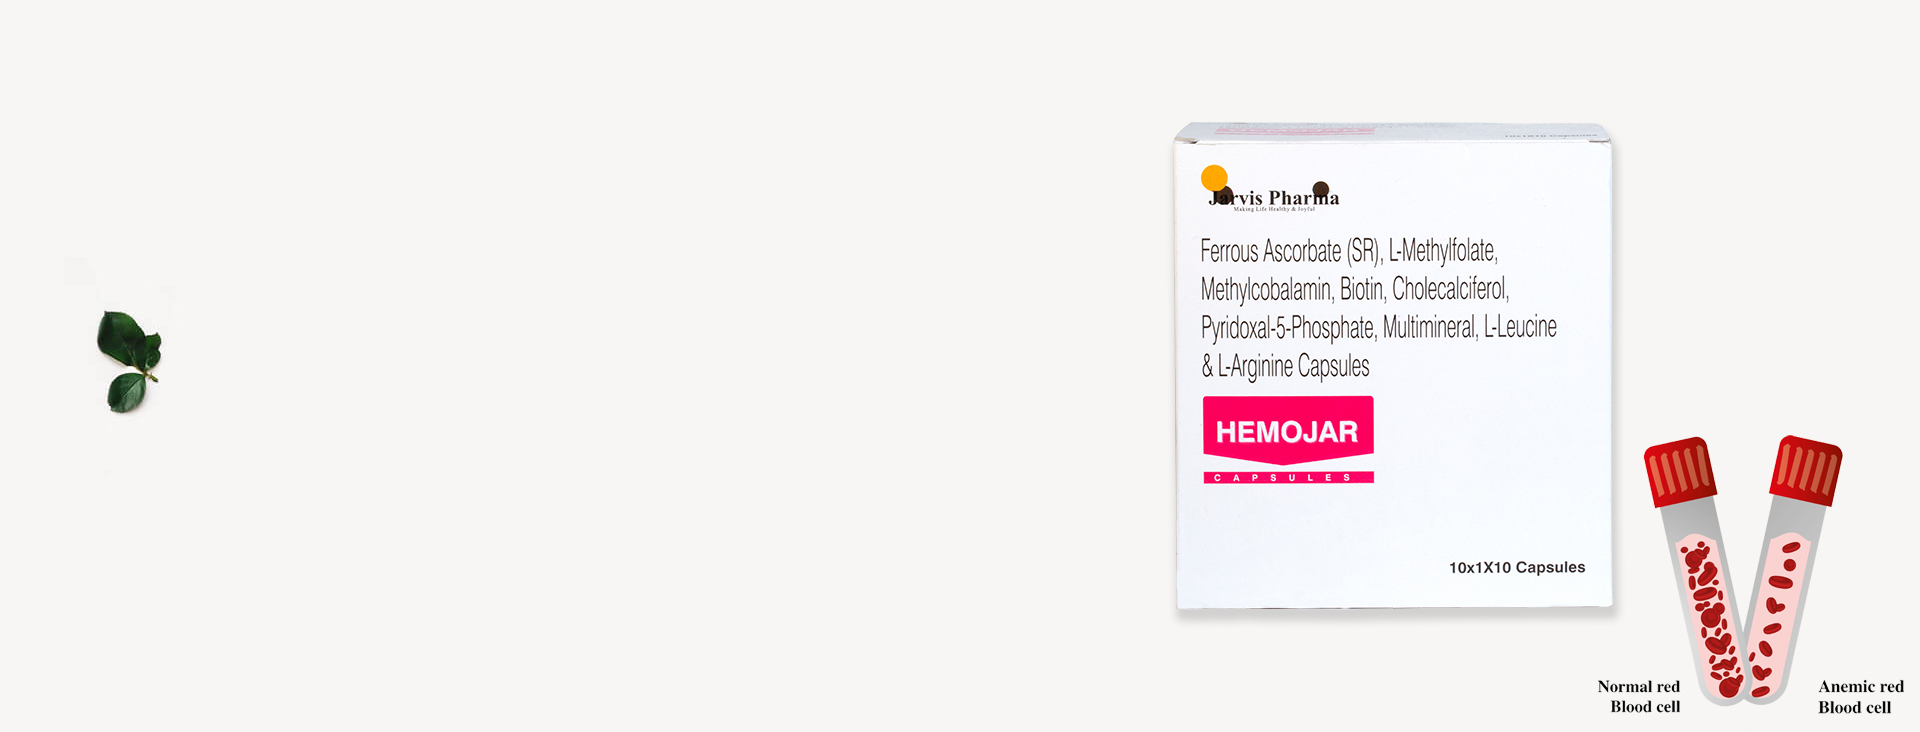 Jarvis Pharma
Making Life Healthy & Joyful
Ferrous Ascorbate (SR), L-Methylfolate,
Methylcobalamin, Biotin, Cholecalciferol,
Pyridoxal-5-Phosphate, Multimineral, L-Leucine
& L-Arginine Capsules
HEMOJAR
CAPSULES
10x1X10 Capsules
Normal red
Blood cell
Anemic red
Blood cell